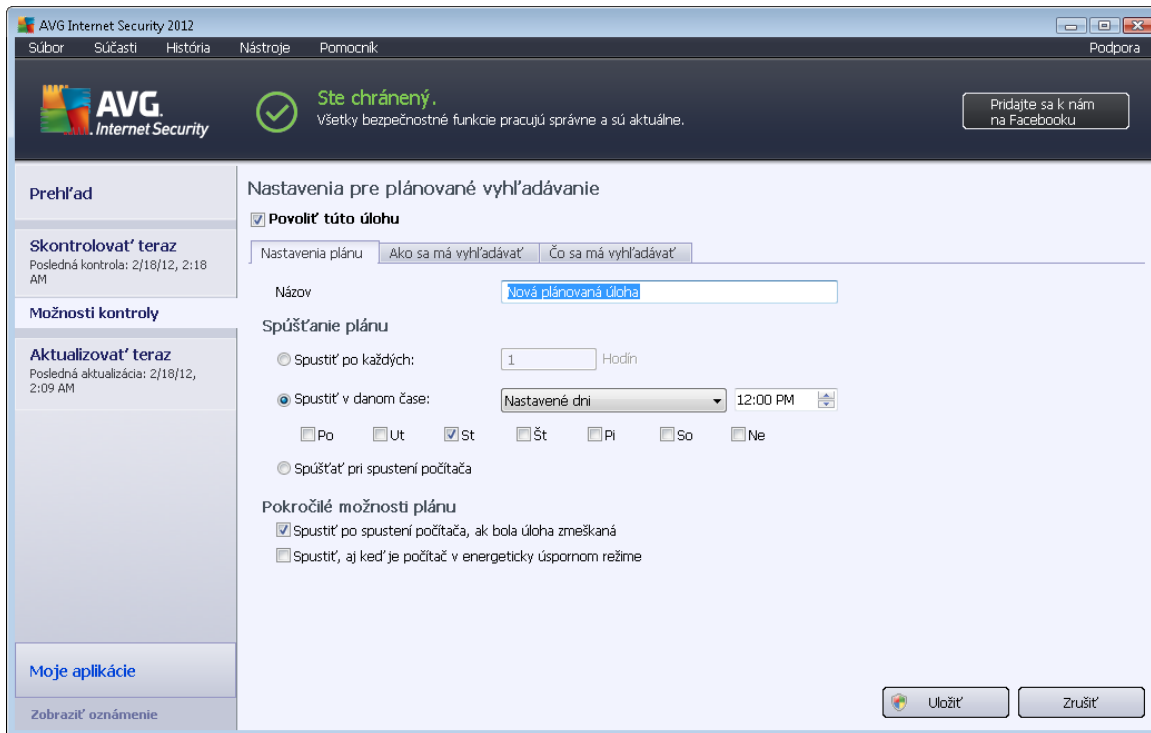 AVG Internet Security 2012
Súbor Súčasti História Nástroje Pomocník Podpora
AVG.
Internet Security
Ste chránený.
Všetky bezpečnostné funkcie pracujú správne a sú aktuálne.
Pridajte sa k nám
na Facebooku
Prehľad
Skontrolovať teraz
Posledná kontrola: 2/18/12, 2:18
AM
Možnosti kontroly
Aktualizovať teraz
Posledná aktualizácia: 2/18/12,
2:09 AM
Moje aplikácie
Zobraziť oznámenie
Nastavenia pre plánované vyhľadávanie
Povoliť túto úlohu
Nastavenia plánu Ako sa má vyhľadávať Čo sa má vyhľadávať
Názov Nová plánovaná úloha
Spúšťanie plánu
Spustiť po každých: 1 Hodín
Spustiť v danom čase: Nastavené dni 12:00 PM
Po Ut St Št Pi So Ne
Spúšťať pri spustení počítača
Pokročilé možnosti plánu
Spustiť po spustení počítača, ak bola úloha zmeškaná
Spustiť, aj keď je počítač v energeticky úspornom režime
Uložiť Zrušiť